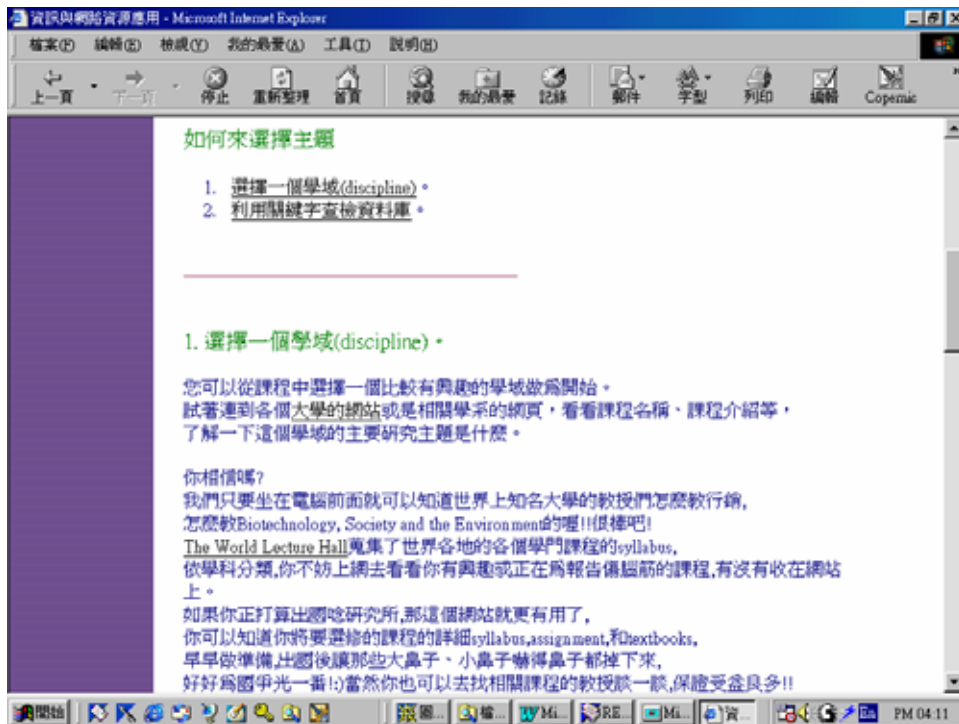 資訊與網路資源應用 - Microsoft Internet Explorer
檔案(F) 編輯(E) 檢視(V) 我的最愛(A) 工具(T) 說明(H)
上一頁 下一頁 停止 重新整理 首頁 搜尋 我的最愛 記錄 郵件 字型 列印 編輯 Copernic
如何來選擇主題
1. 選擇一個學域(discipline)。
2. 利用關鍵字查檢資料庫。
1. 選擇一個學域(discipline)。
您可以從課程中選擇一個比較有興趣的學域做為開始。
試著連到各個大學的網站或是相關學系的網頁，看看課程名稱、課程介紹等，
了解一下這個學域的主要研究主題是什麼。
你相信嗎?
我們只要坐在電腦前面就可以知道世界上知名大學的教授們怎麼教行銷,
怎麼教Biotechnology, Society and the Environment的喔!!很棒吧!
The World Lecture Hall蒐集了世界各地的各個學門課程的syllabus,
依學科分類,你不妨上網去看看你有興趣或正在為報告傷腦筋的課程,有沒有收在網站
上。
如果你正打算出國唸研究所,那這個網站就更有用了,
你可以知道你將要選修的課程的詳細syllabus,assignment,和textbooks,
早早做準備,出國後讓那些大鼻子、小鼻子嚇得鼻子都掉下來,
好好為國爭光一番!:)當然你也可以去找相關課程的教授談一談,保證受益良多!!
開始 圖... 檔... Mi... RE... Mi... 資... PM 04:11